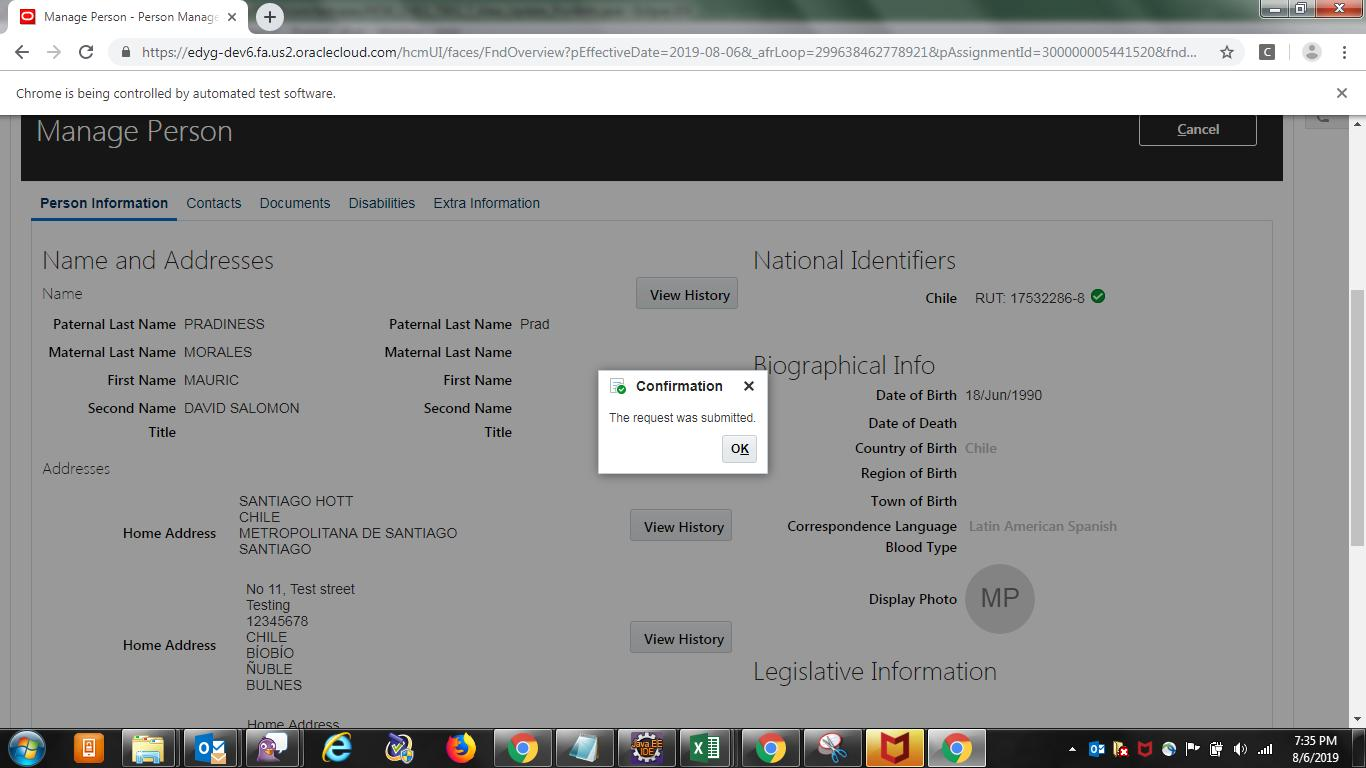 Manage Person - Person Manage
https://edyg-dev6.fa.us2.oraclecloud.com/hcmUI/faces/FndOverview?pEffectiveDate=2019-08-06&_afrLoop=299638462778921&pAssignmentId=300000005441520&fnd...
C
Chrome is being controlled by automated test software.
Manage Person
Cancel
Person Information Contacts Documents Disabilities Extra Information
Name and Addresses
Name
View History
Paternal Last Name PRADINESS Paternal Last Name Prad
Maternal Last Name MORALES Maternal Last Name
First Name MAURIC First Name
Second Name DAVID SALOMON Second Name
Title Title
Addresses
Home Address
SANTIAGO HOTT
CHILE
METROPOLITANA DE SANTIAGO
SANTIAGO
View History
Home Address
No 11, Test street
Testing
12345678
CHILE
BÍOBÍO
ÑUBLE
BULNES
View History
Home Address
National Identifiers
Chile RUT: 17532286-8
Biographical Info
Date of Birth 18/Jun/1990
Date of Death
Country of Birth Chile
Region of Birth
Town of Birth
Correspondence Language Latin American Spanish
Blood Type
Display Photo MP
Legislative Information
Confirmation
The request was submitted.
OK
Java EE
IDE
7:35 PM
8/6/2019